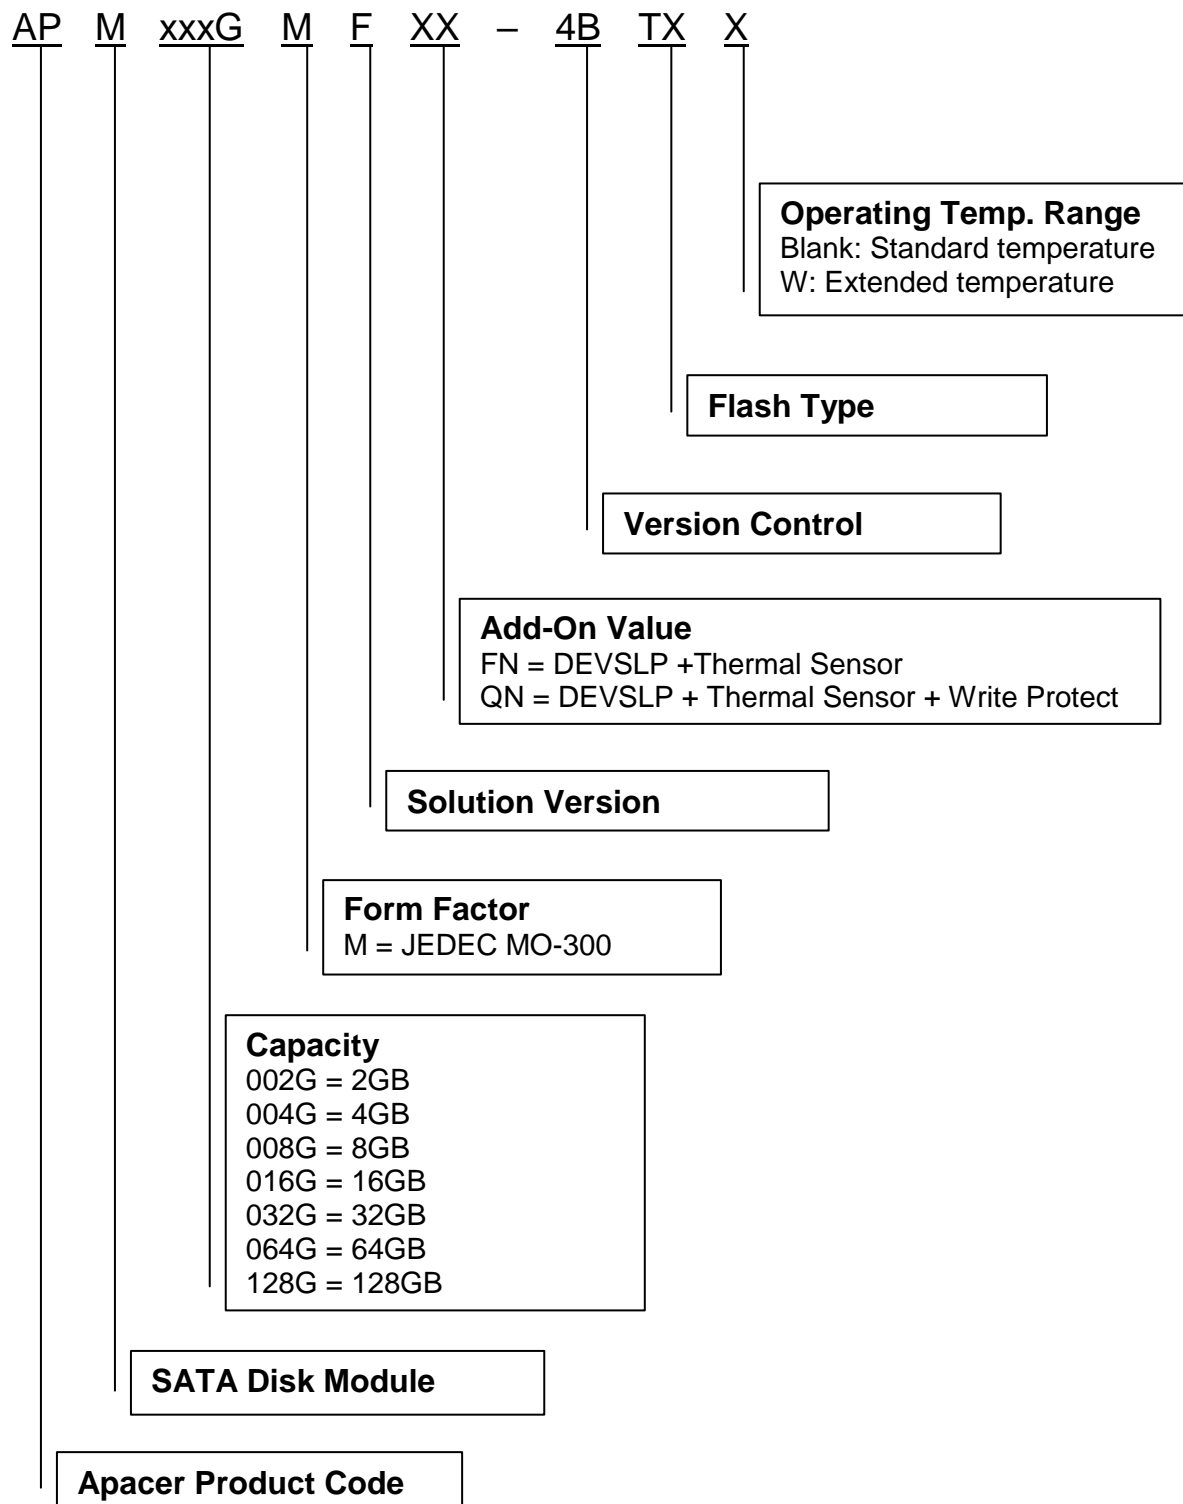 AP M xxxG M F XX – 4B TX X
Operating Temp. Range
Blank: Standard temperature
W: Extended temperature
Flash Type
Version Control
Add-On Value
FN = DEVSLP +Thermal Sensor
QN = DEVSLP + Thermal Sensor + Write Protect
Solution Version
Form Factor
M = JEDEC MO-300
Capacity
002G = 2GB
004G = 4GB
008G = 8GB
016G = 16GB
032G = 32GB
064G = 64GB
128G = 128GB
SATA Disk Module
Apacer Product Code